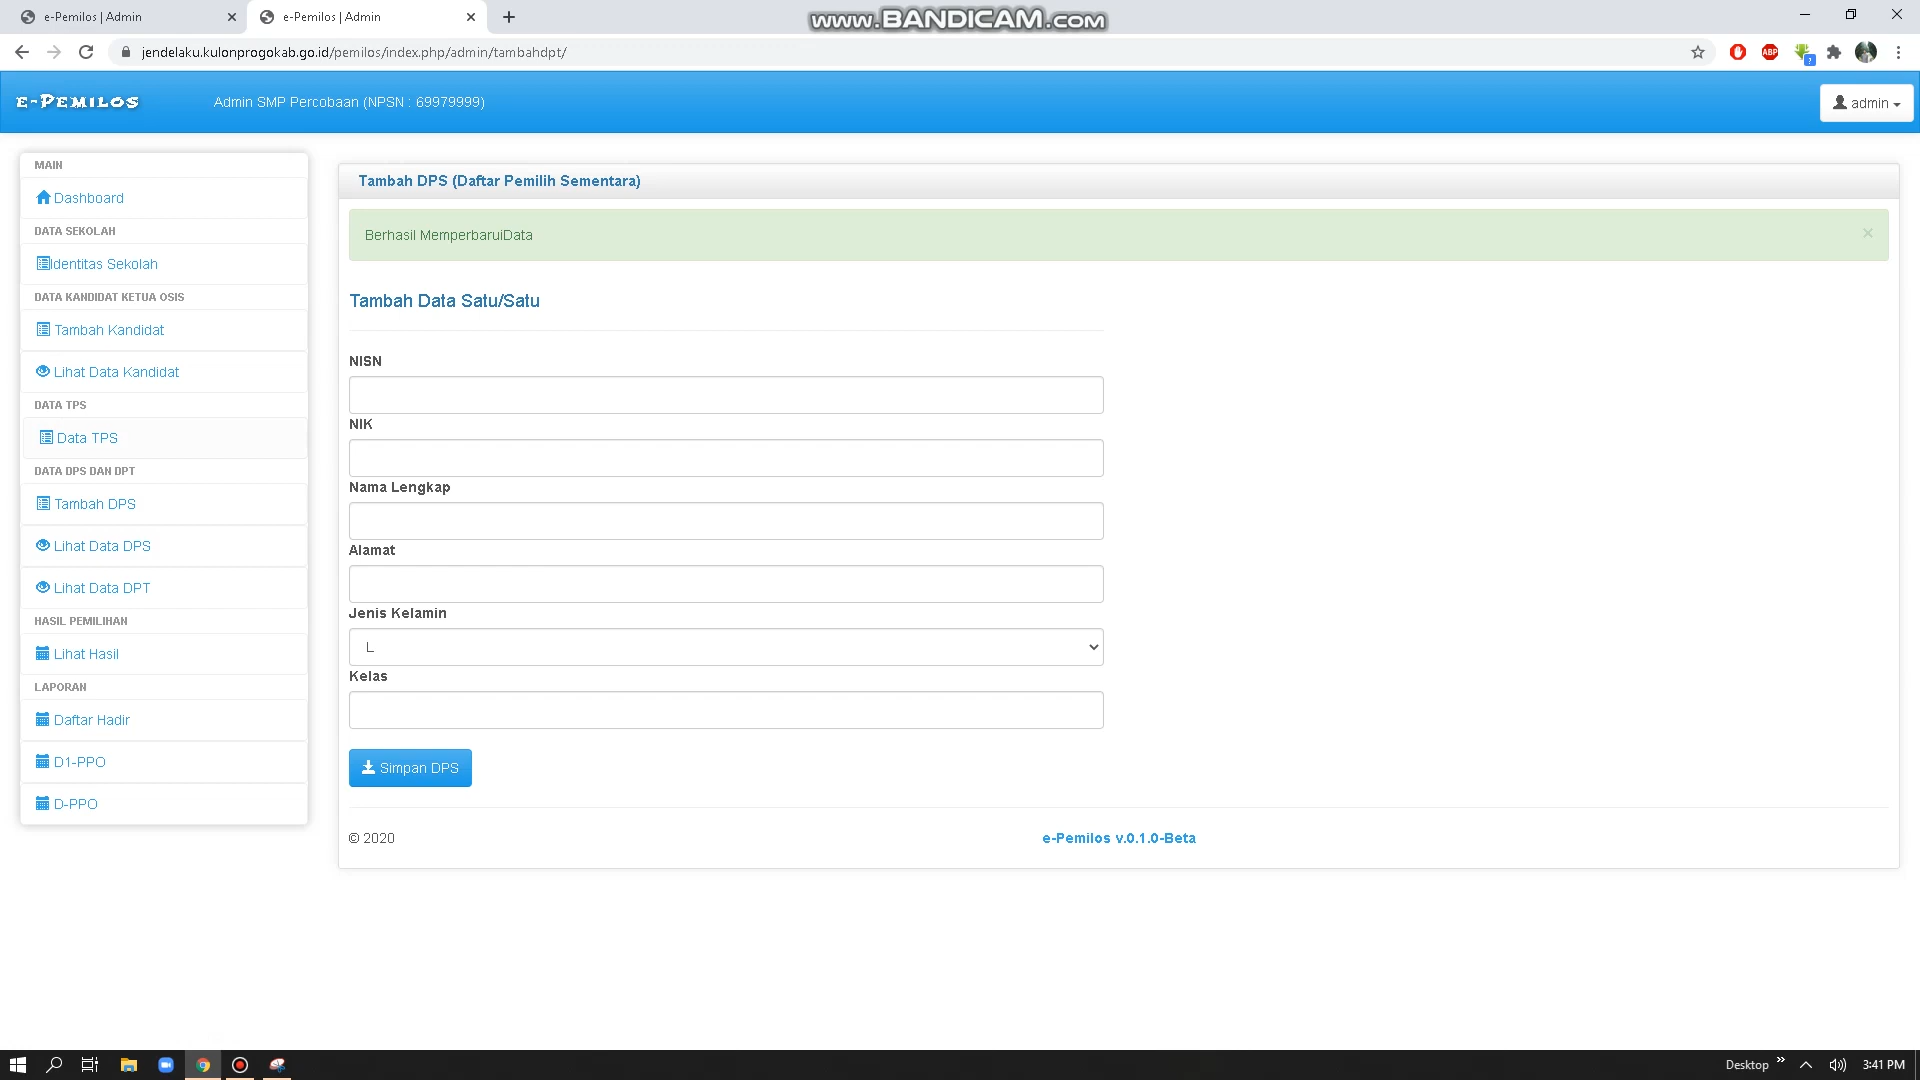 e-Pemilos | Admin
e-Pemilos | Admin
www.BANDICAM.com
jendelaku.kulonprogokab.go.id/pemilos/index.php/admin/tambahdpt/
ABP
?
e-Pemilos
Admin SMP Percobaan (NPSN : 69979999)
admin
MAIN
Dashboard
DATA SEKOLAH
Identitas Sekolah
DATA KANDIDAT KETUA OSIS
Tambah Kandidat
Lihat Data Kandidat
DATA TPS
Data TPS
DATA DPS DAN DPT
Tambah DPS
Lihat Data DPS
Lihat Data DPT
HASIL PEMILIHAN
Lihat Hasil
LAPORAN
Daftar Hadir
D1-PPO
D-PPO
Tambah DPS (Daftar Pemilih Sementara)
Berhasil MemperbaruiData
×
Tambah Data Satu/Satu
NISN
NIK
Nama Lengkap
Alamat
Jenis Kelamin
L
Kelas
Simpan DPS
© 2020
e-Pemilos v.0.1.0-Beta
Desktop
3:41 PM